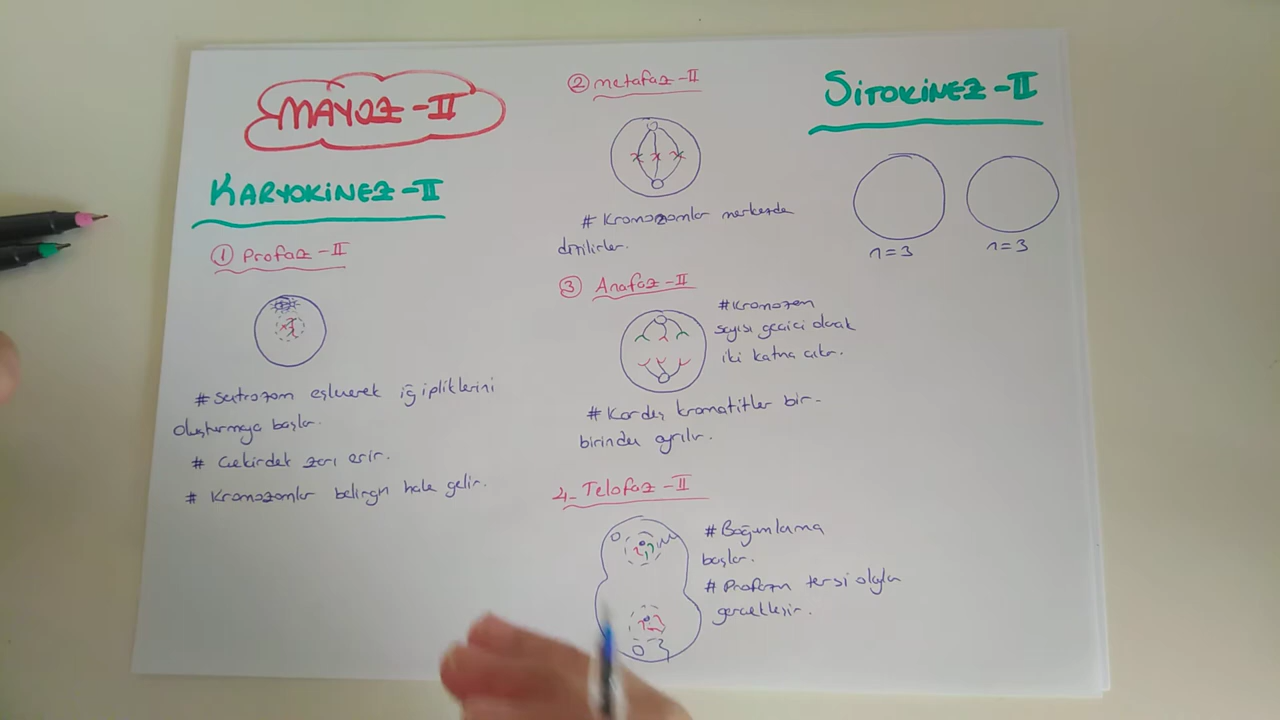 MAYOZ-II
KARYOKİNEZ-II
1 Profaz-II
# Sentrozom eşlenerek iğ ipliklerini
oluşturmaya başlar.
# Çekirdek zarı erir.
# Kromozomlar belirgin hale gelir.
2 metafaz-II
# Kromozomlar merkezde
dizilirler.
3 Anafaz-II
# Kromozom
sayısı geçici olarak
iki katına çıkar.
# Kardeş kromatitler bir-
birinden ayrılır.
4- Telofaz-II
# Boğumlanma
başlar.
# Profazın tersi olaylar
gerçekleşir.
SİTOKİNEZ-II
n=3
n=3